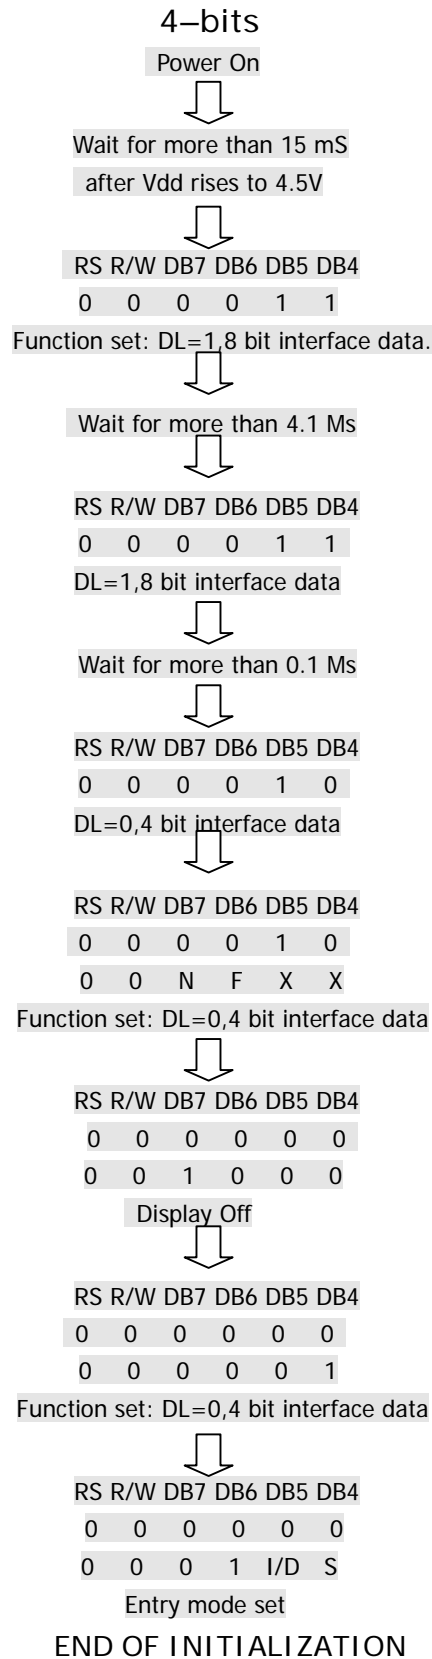 4–bits
Power On
Wait for more than 15 mS
after Vdd rises to 4.5V
RS R/W DB7 DB6 DB5 DB4
0 0 0 0 1 1
Function set: DL=1,8 bit interface data.
Wait for more than 4.1 Ms
RS R/W DB7 DB6 DB5 DB4
0 0 0 0 1 1
DL=1,8 bit interface data
Wait for more than 0.1 Ms
RS R/W DB7 DB6 DB5 DB4
0 0 0 0 1 0
DL=0,4 bit interface data
RS R/W DB7 DB6 DB5 DB4
0 0 0 0 1 0
0 0 N F X X
Function set: DL=0,4 bit interface data
RS R/W DB7 DB6 DB5 DB4
0 0 0 0 0 0
0 0 1 0 0 0
Display Off
RS R/W DB7 DB6 DB5 DB4
0 0 0 0 0 0
0 0 0 0 0 1
Function set: DL=0,4 bit interface data
RS R/W DB7 DB6 DB5 DB4
0 0 0 0 0 0
0 0 0 1 I/D S
Entry mode set
END OF INITIALIZATION